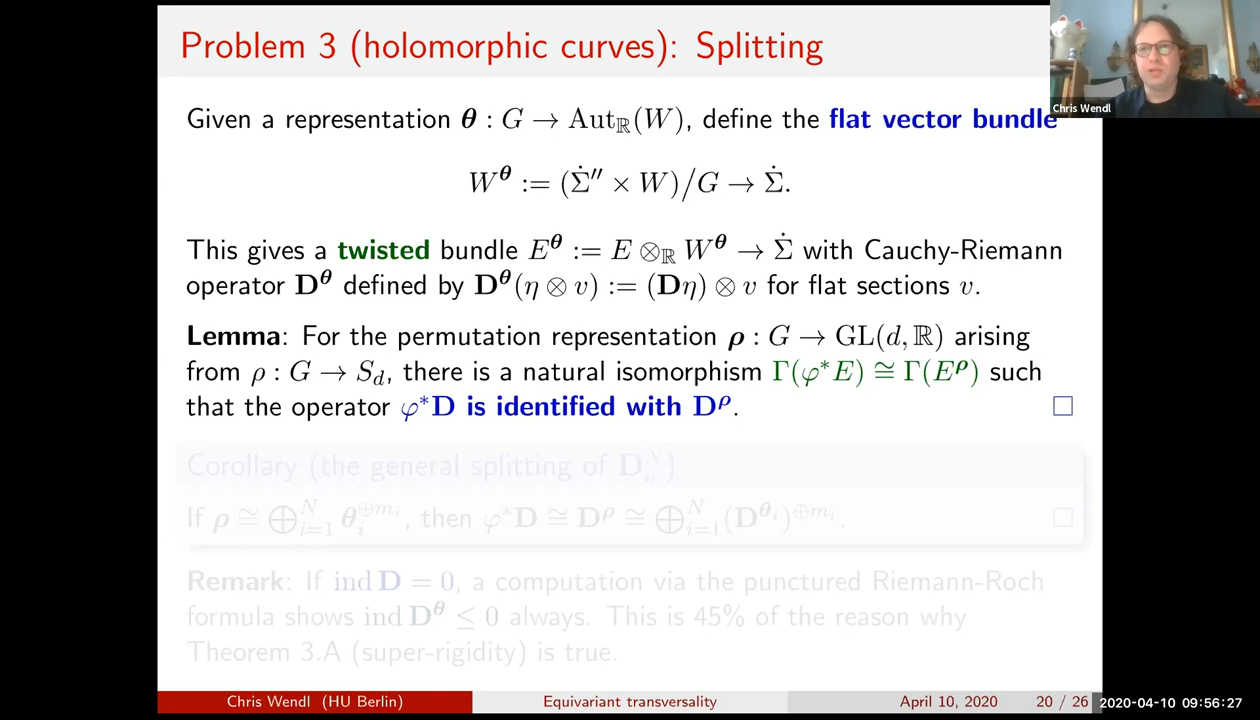 Problem 3 (holomorphic curves): Splitting
Chris Wendl
Given a representation θ : G → Aut_ℝ(W), define the flat vector bundle
W^θ := (Σ̇″ × W)/G → Σ̇.
This gives a twisted bundle E^θ := E ⊗_ℝ W^θ → Σ̇ with Cauchy-Riemann
operator D^θ defined by D^θ(η ⊗ v) := (Dη) ⊗ v for flat sections v.
Lemma: For the permutation representation ρ : G → GL(d, ℝ) arising
from ρ : G → S_d, there is a natural isomorphism Γ(φ*E) ≅ Γ(E^ρ) such
that the operator φ*D is identified with D^ρ. □
Corollary (the general splitting of D_u^N)
If ρ ≅ ⊕_{i=1}^N θ_i^{⊕m_i}, then φ*D ≅ D^ρ ≅ ⊕_{i=1}^N (D^{θ_i})^{⊕m_i}. □
Remark: If ind D = 0, a computation via the punctured Riemann-Roch
formula shows ind D^θ ≤ 0 always. This is 45% of the reason why
Theorem 3.A (super-rigidity) is true.
Chris Wendl (HU Berlin) Equivariant transversality April 10, 2020 20 / 26 2020-04-10 09:56:27